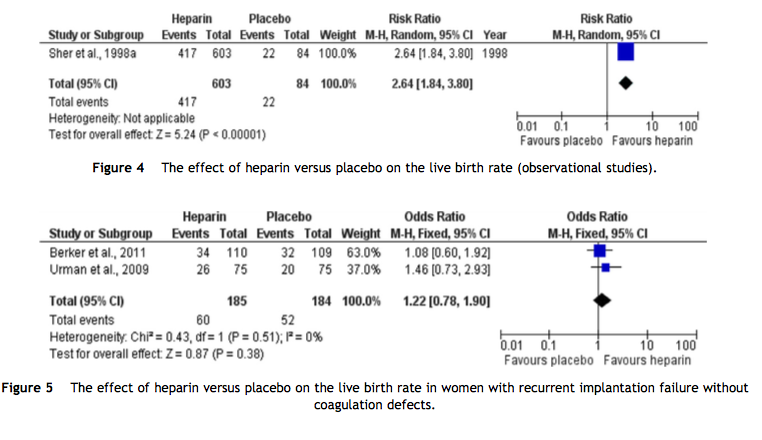 Heparin Placebo Risk Ratio Risk Ratio
Study or Subgroup Events Total Events Total Weight M-H, Random, 95% CI Year M-H, Random, 95% CI
Sher et al., 1998a 417 603 22 84 100.0% 2.64 [1.84, 3.80] 1998
Total (95% CI) 603 84 100.0% 2.64 [1.84, 3.80]
Total events 417 22
Heterogeneity: Not applicable
Test for overall effect: Z = 5.24 (P < 0.00001)
0.01 0.1 1 10 100
Favours placebo Favours heparin
Figure 4 The effect of heparin versus placebo on the live birth rate (observational studies).
Heparin Placebo Odds Ratio Odds Ratio
Study or Subgroup Events Total Events Total Weight M-H, Fixed, 95% CI M-H, Fixed, 95% CI
Berker et al., 2011 34 110 32 109 63.0% 1.08 [0.60, 1.92]
Urman et al., 2009 26 75 20 75 37.0% 1.46 [0.73, 2.93]
Total (95% CI) 185 184 100.0% 1.22 [0.78, 1.90]
Total events 60 52
Heterogeneity: Chi² = 0.43, df = 1 (P = 0.51); I² = 0%
Test for overall effect: Z = 0.87 (P = 0.38)
0.01 0.1 1 10 100
Favours placebo Favours heparin
Figure 5 The effect of heparin versus placebo on the live birth rate in women with recurrent implantation failure without
coagulation defects.